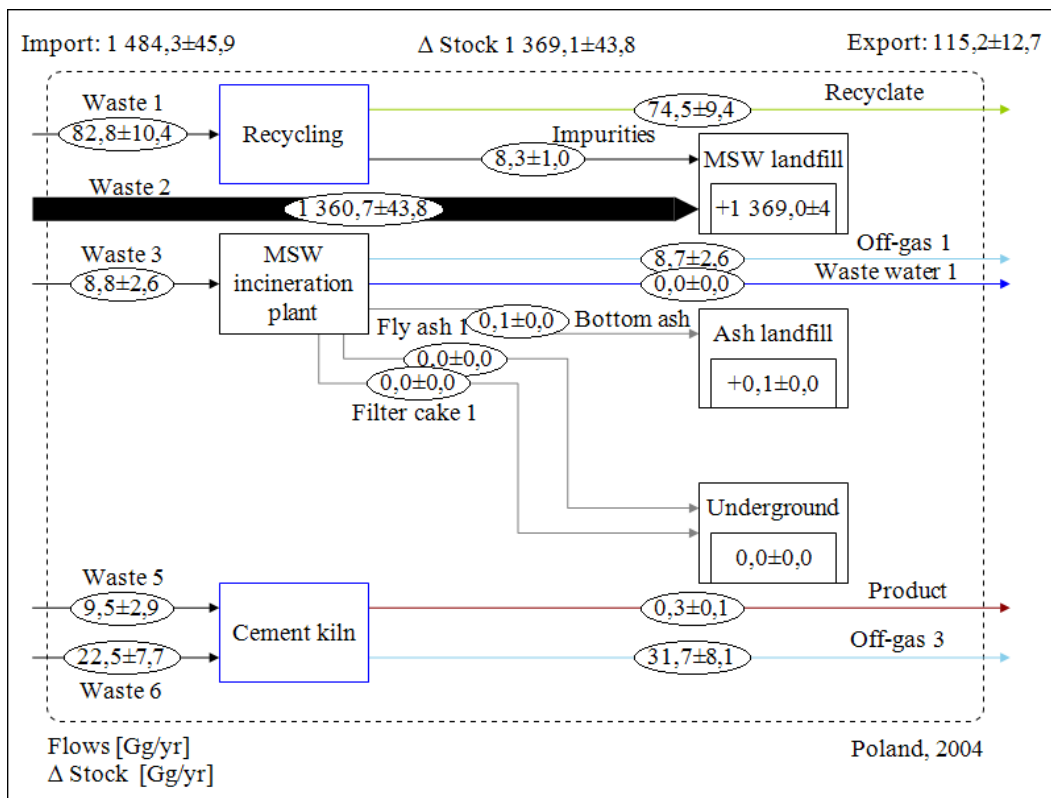 Import: 1 484,3±45,9
Δ Stock 1 369,1±43,8
Export: 115,2±12,7
Waste 1
82,8±10,4
Recycling
74,5±9,4
Recyclate
Impurities
8,3±1,0
MSW landfill
+1 369,0±4
Waste 2
1 360,7±43,8
Waste 3
8,8±2,6
MSW
incineration
plant
8,7±2,6
Off-gas 1
0,0±0,0
Waste water 1
0,1±0,0
Bottom ash
Ash landfill
+0,1±0,0
Fly ash 1
0,0±0,0
0,0±0,0
Filter cake 1
Underground
0,0±0,0
Waste 5
9,5±2,9
22,5±7,7
Waste 6
Cement kiln
0,3±0,1
Product
31,7±8,1
Off-gas 3
Flows [Gg/yr]
Δ Stock [Gg/yr]
Poland, 2004